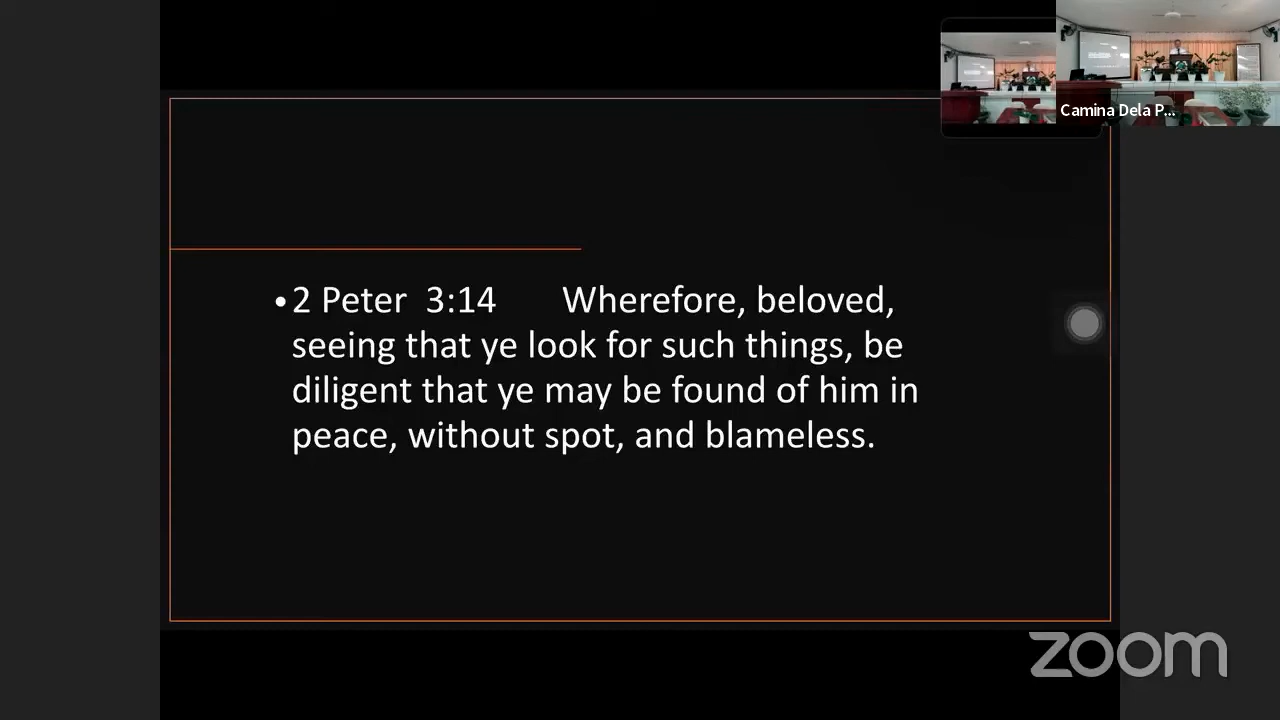 Camina Dela P...
•2 Peter 3:14 Wherefore, beloved,
seeing that ye look for such things, be
diligent that ye may be found of him in
peace, without spot, and blameless.
zoom